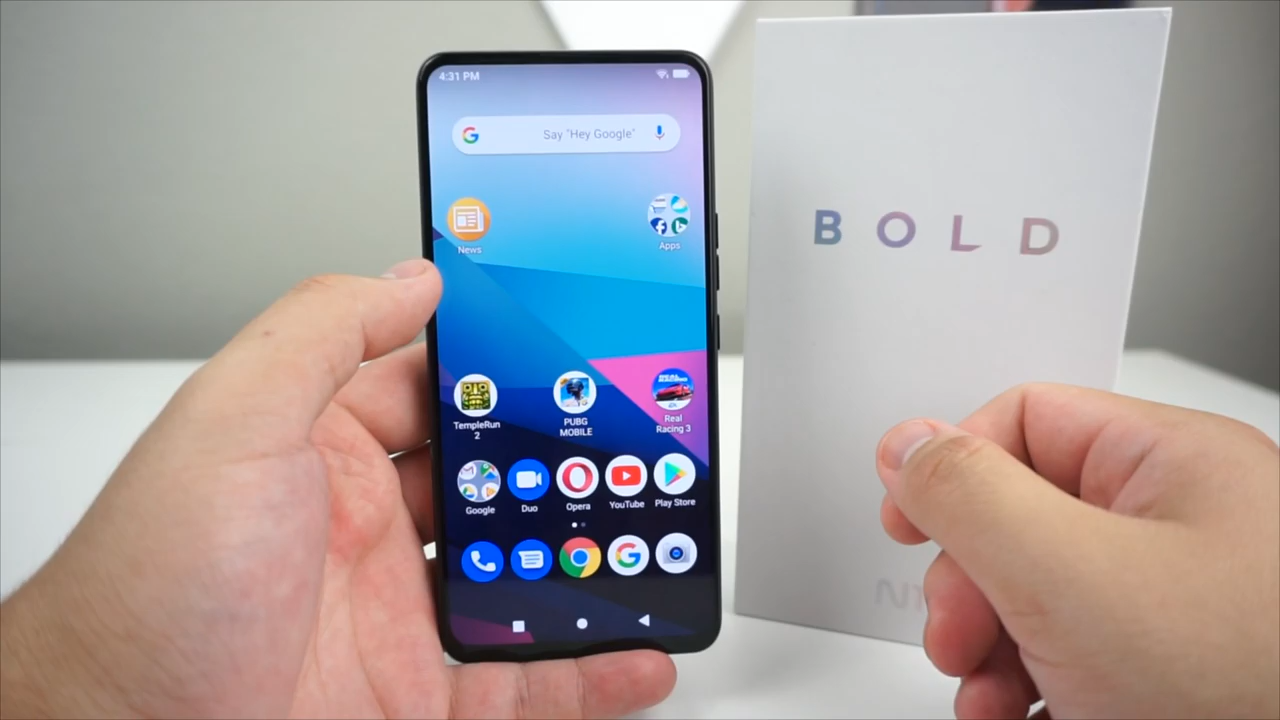 4:31 PM
Say "Hey Google"
News
Apps
BOLD
TempleRun
2
PUBG
MOBILE
Real
Racing 3
Google
Duo
Opera
YouTube
Play Store
N1